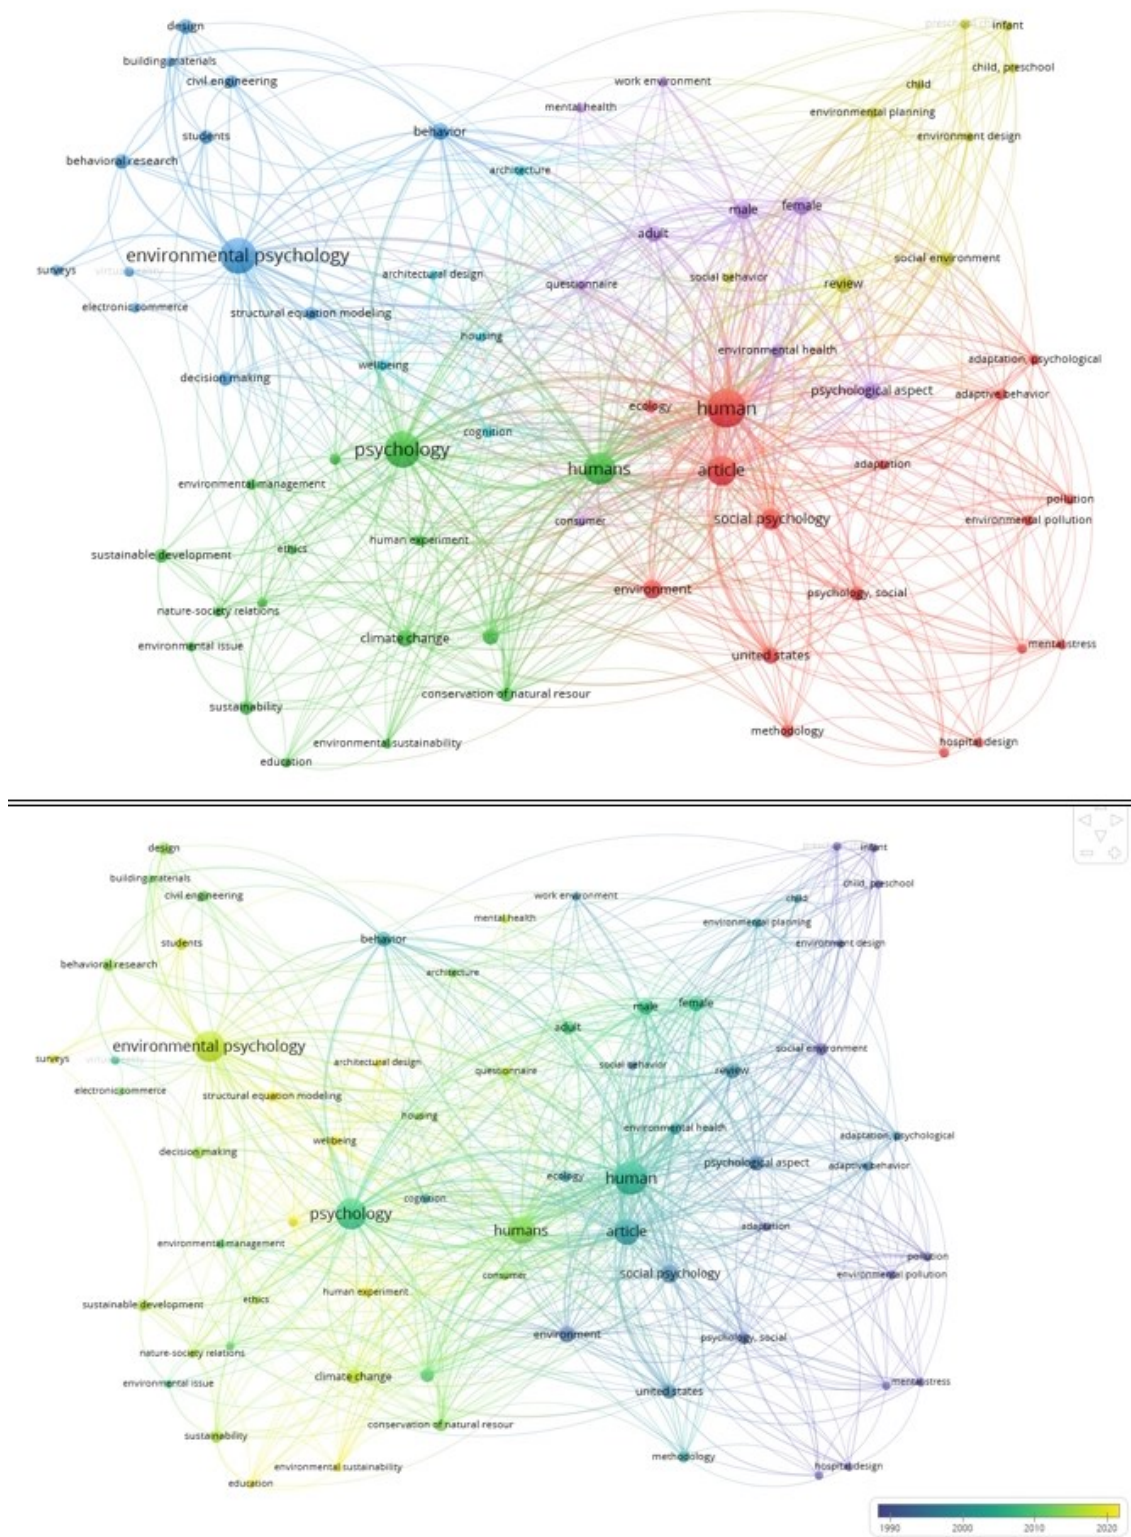 design
preschool child
infant
building materials
child, preschool
civil engineering
work environment
child
mental health
environmental planning
behavior
students
environment design
behavioral research
architecture
male
female
adult
environmental psychology
social environment
surveys
virtual reality
architectural design
social behavior
questionnaire
review
electronic commerce
structural equation modeling
housing
environmental health
adaptation, psychological
wellbeing
decision making
psychological aspect
adaptive behavior
ecology
human
cognition
psychology
humans
article
adaptation
environmental management
pollution
consumer
social psychology
environmental pollution
human experiment
ethics
sustainable development
environment
psychology, social
nature-society relations
climate change
environmental issue
mental stress
united states
conservation of natural resour
sustainability
methodology
environmental sustainability
hospital design
education
design
infant
building materials
child, preschool
civil engineering
work environment
child
mental health
environmental planning
behavior
students
environment design
behavioral research
architecture
male
female
adult
environmental psychology
social environment
surveys
virtual reality
architectural design
social behavior
questionnaire
review
electronic commerce
structural equation modeling
housing
environmental health
adaptation, psychological
wellbeing
decision making
psychological aspect
adaptive behavior
ecology
human
cognition
psychology
humans
article
adaptation
environmental management
pollution
consumer
social psychology
environmental pollution
human experiment
ethics
sustainable development
environment
psychology, social
nature-society relations
climate change
environmental issue
mental stress
united states
conservation of natural resour
sustainability
methodology
environmental sustainability
hospital design
education
1990 2000 2010 2020